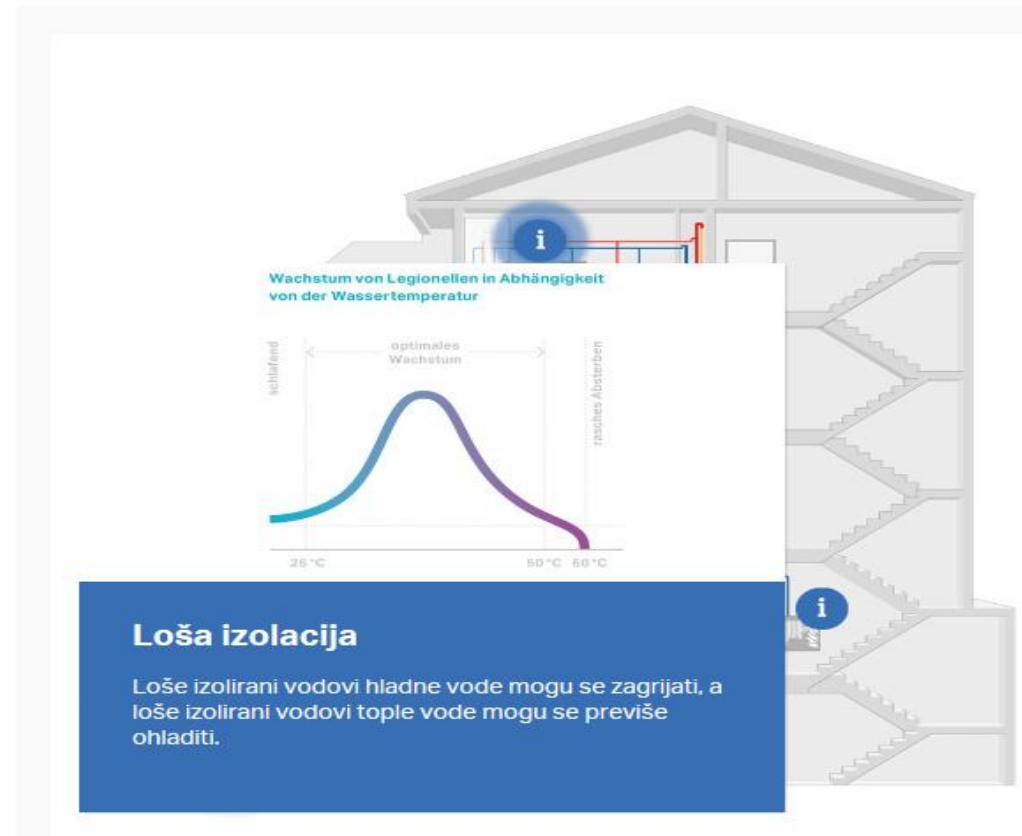 i
Wachstum von Legionellen in Abhängigkeit
von der Wassertemperatur
schlafend
optimales
Wachstum
rasches Absterben
25 °C
50 °C 60 °C
i
Loša izolacija
Loše izolirani vodovi hladne vode mogu se zagrijati, a
loše izolirani vodovi tople vode mogu se previše
ohladiti.